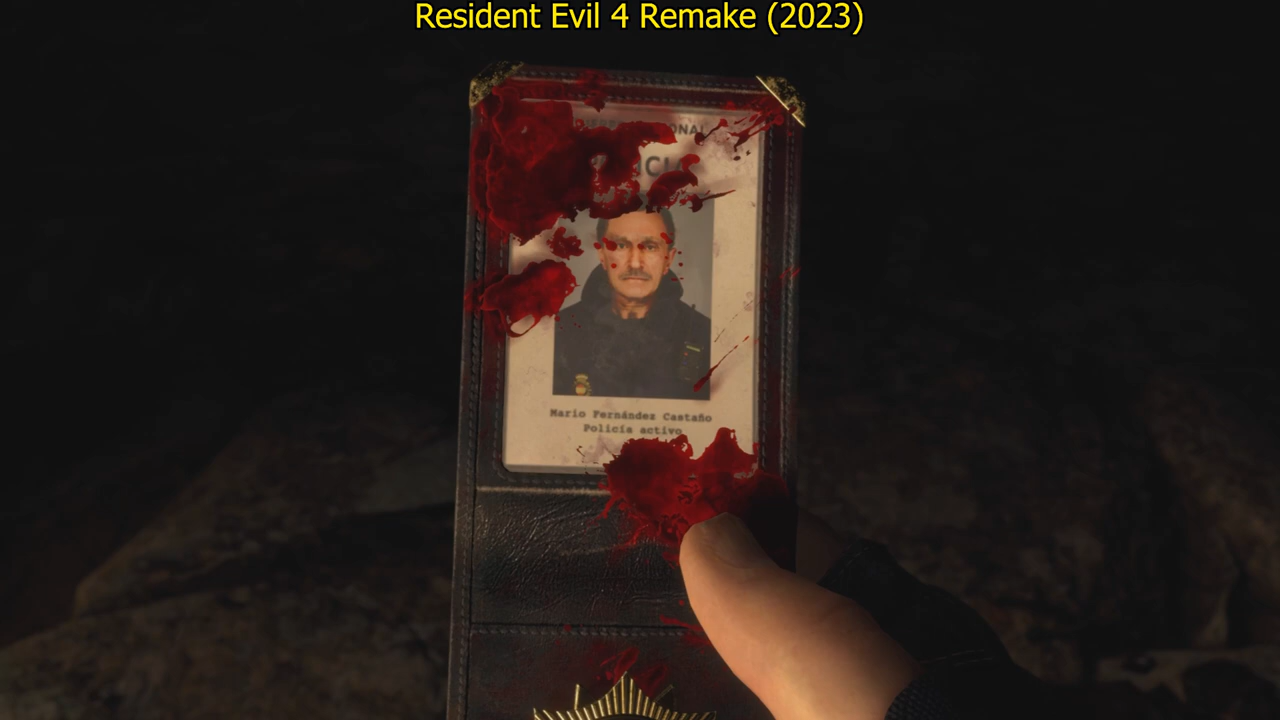 Resident Evil 4 Remake (2023)
Mario Fernández Castaño
Policía activo